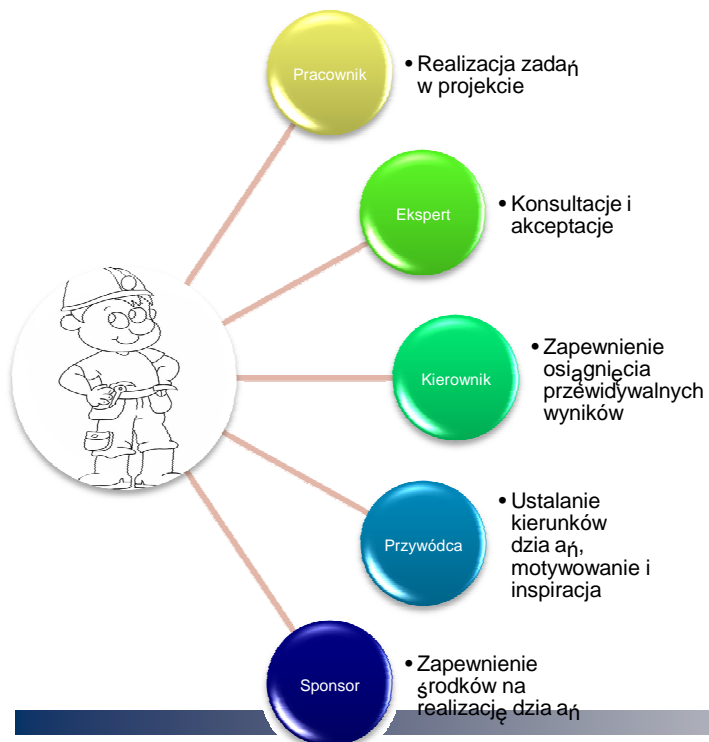 Pracownik
• Realizacja zadań
w projekcie
Ekspert
• Konsultacje i
akceptacje
Kierownik
• Zapewnienie
osiągnięcia
przewidywalnych
wyników
Przywódca
• Ustalanie
kierunków
dzia ań,
motywowanie i
inspiracja
Sponsor
• Zapewnienie
środków na
realizację dzia ań